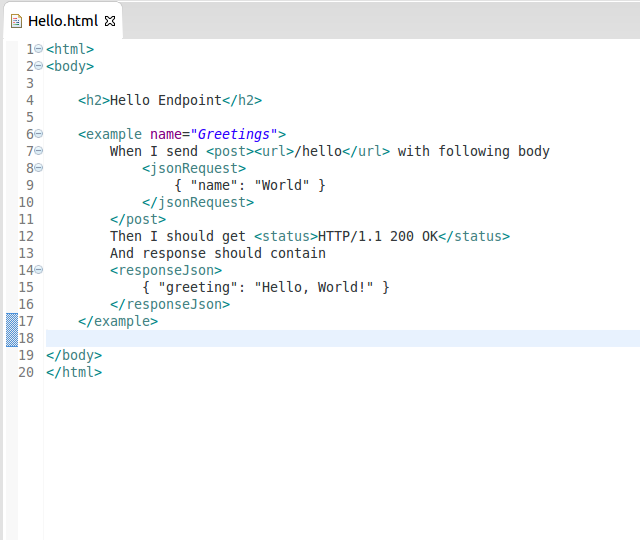 Hello.html
1 <html>
2 <body>
3
4     <h2>Hello Endpoint</h2>
5
6     <example name="Greetings">
7         When I send <post><url>/hello</url> with following body
8             <jsonRequest>
9                 { "name": "World" }
10             </jsonRequest>
11         </post>
12         Then I should get <status>HTTP/1.1 200 OK</status>
13         And response should contain
14         <responseJson>
15             { "greeting": "Hello, World!" }
16         </responseJson>
17     </example>
18
19 </body>
20 </html>